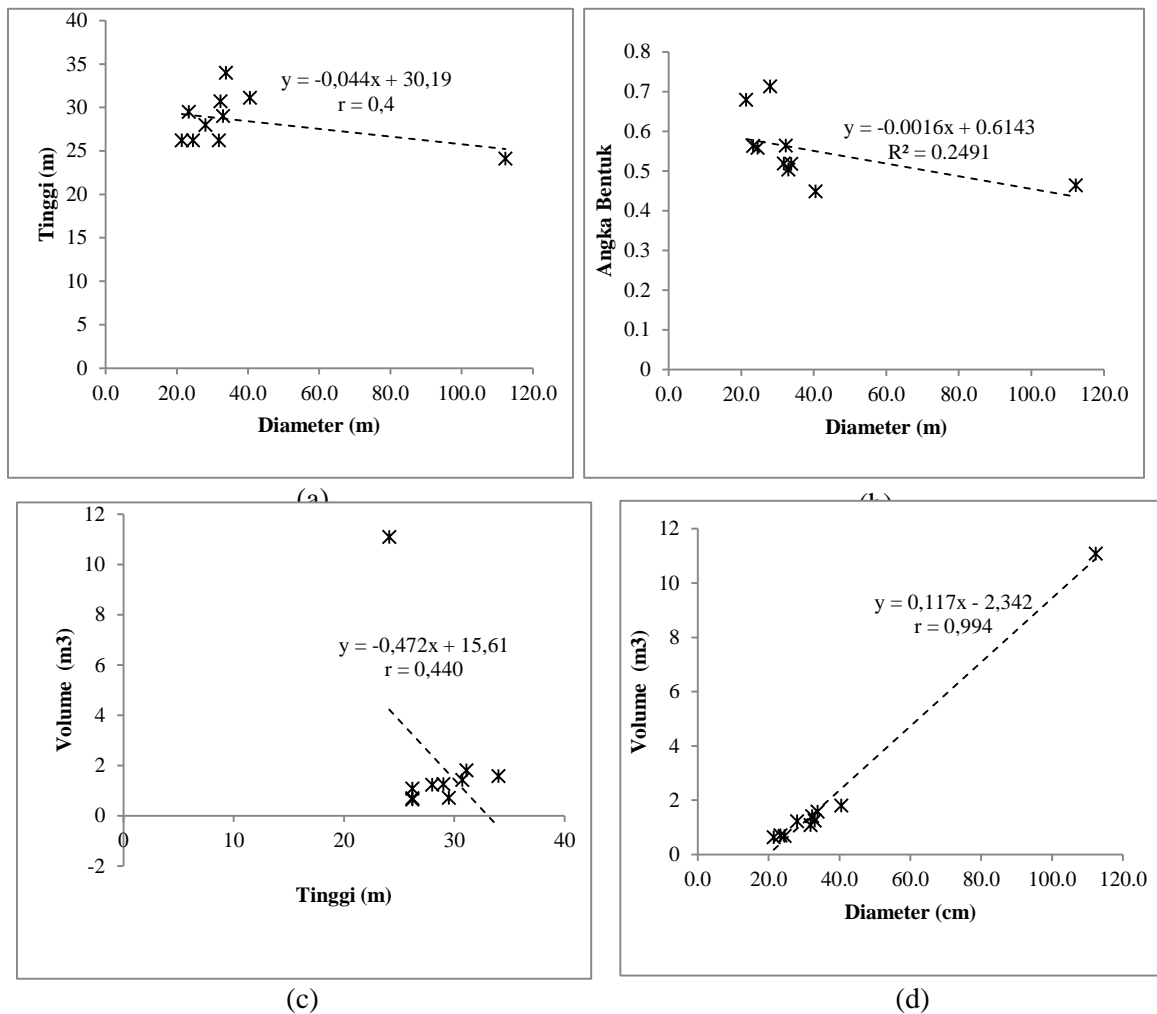 40
35
30
25
20
15
10
5
0
Tinggi (m)
y = -0,044x + 30,19
r = 0,4
0.0 20.0 40.0 60.0 80.0 100.0 120.0
Diameter (m)
0.8
0.7
0.6
0.5
0.4
0.3
0.2
0.1
0
Angka Bentuk
y = -0.0016x + 0.6143
R² = 0.2491
0.0 20.0 40.0 60.0 80.0 100.0 120.0
Diameter (m)
(a)
(b)
12
10
8
6
4
2
0
-2
Volume (m3)
y = -0,472x + 15,61
r = 0,440
0 10 20 30 40
Tinggi (m)
(c)
12
10
8
6
4
2
0
Volume (m3)
y = 0,117x - 2,342
r = 0,994
0.0 20.0 40.0 60.0 80.0 100.0 120.0
Diameter (cm)
(d)